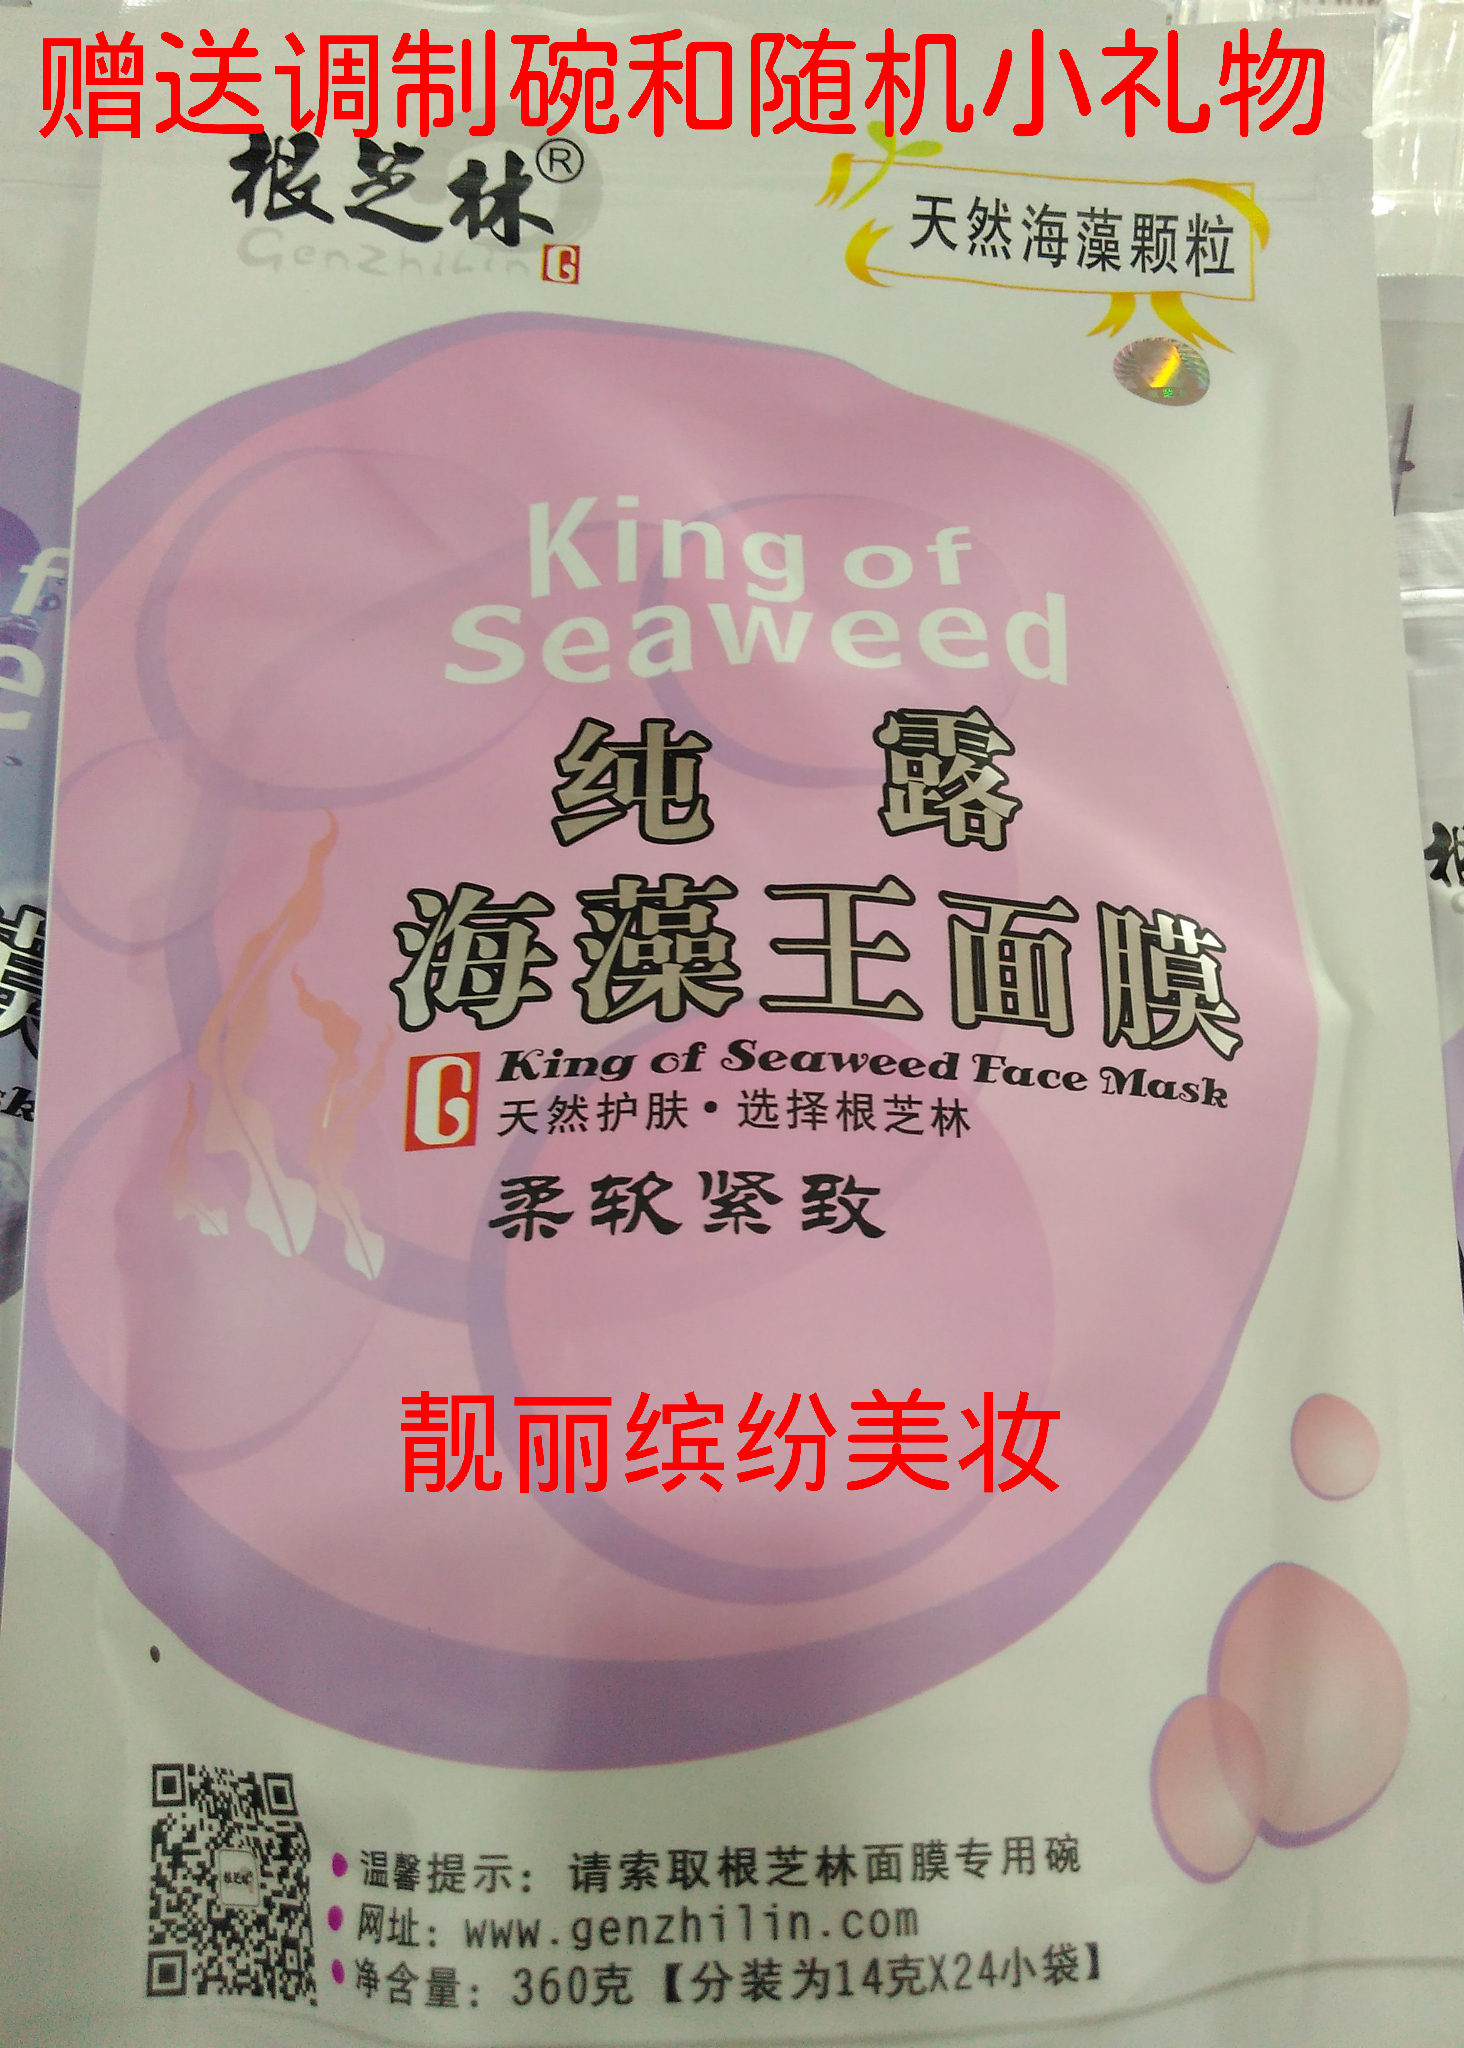 赠送调制碗和随机小礼物
根芝林®
GenZhiLin G
天然海藻颗粒
King of
Seaweed
纯 露
海藻王面膜
G King of Seaweed Face Mask
天然护肤·选择根芝林
柔软紧致
靓丽缤纷美妆
温馨提示：请索取根芝林面膜专用碗
网址：www.genzhilin.com
净含量：360克【分装为14克X24小袋】